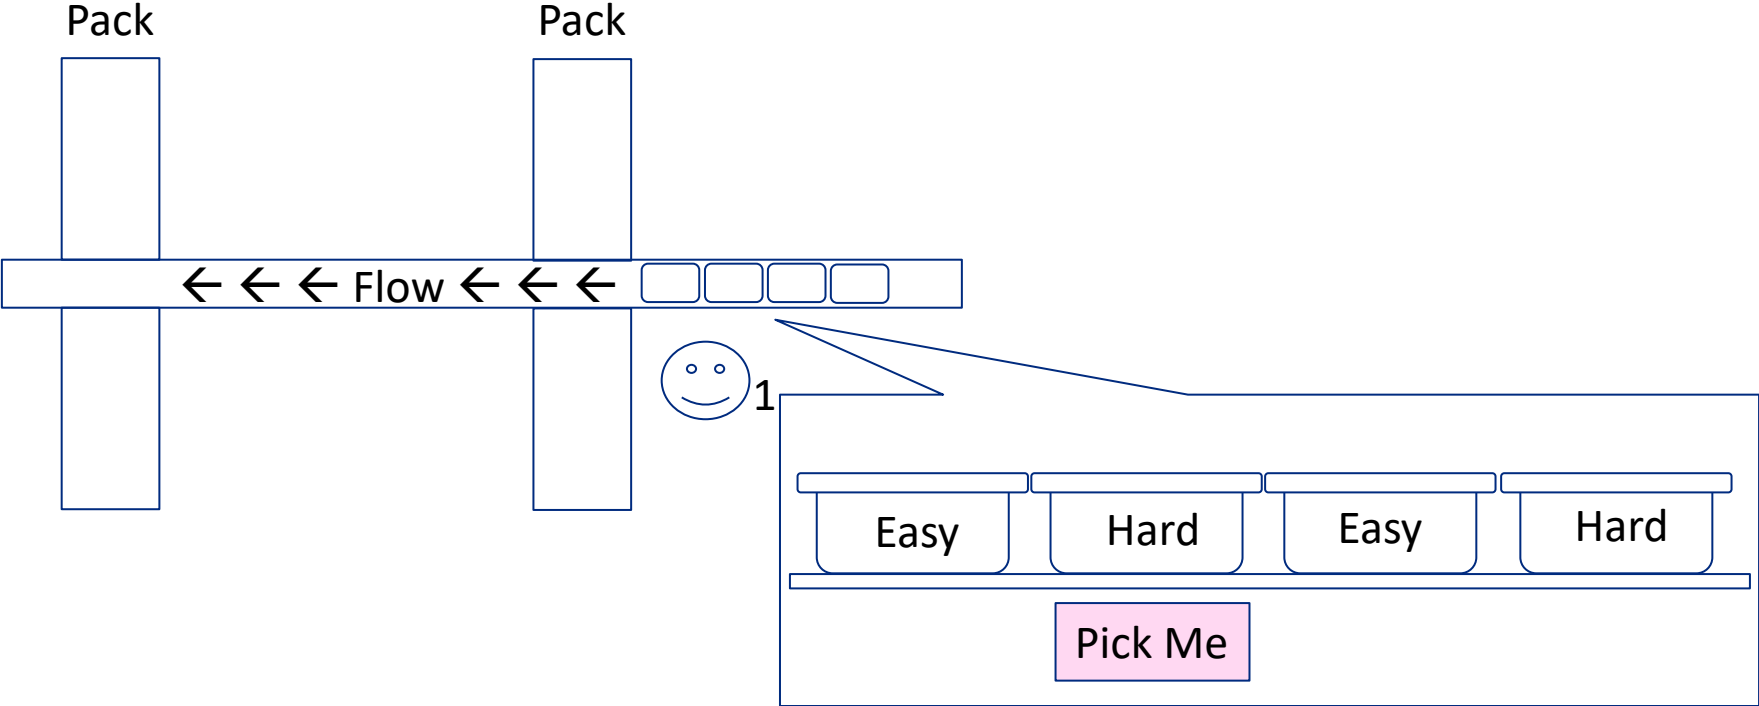 Pack
Pack
← ← ← Flow ← ← ←
1
Easy
Hard
Easy
Hard
Pick Me